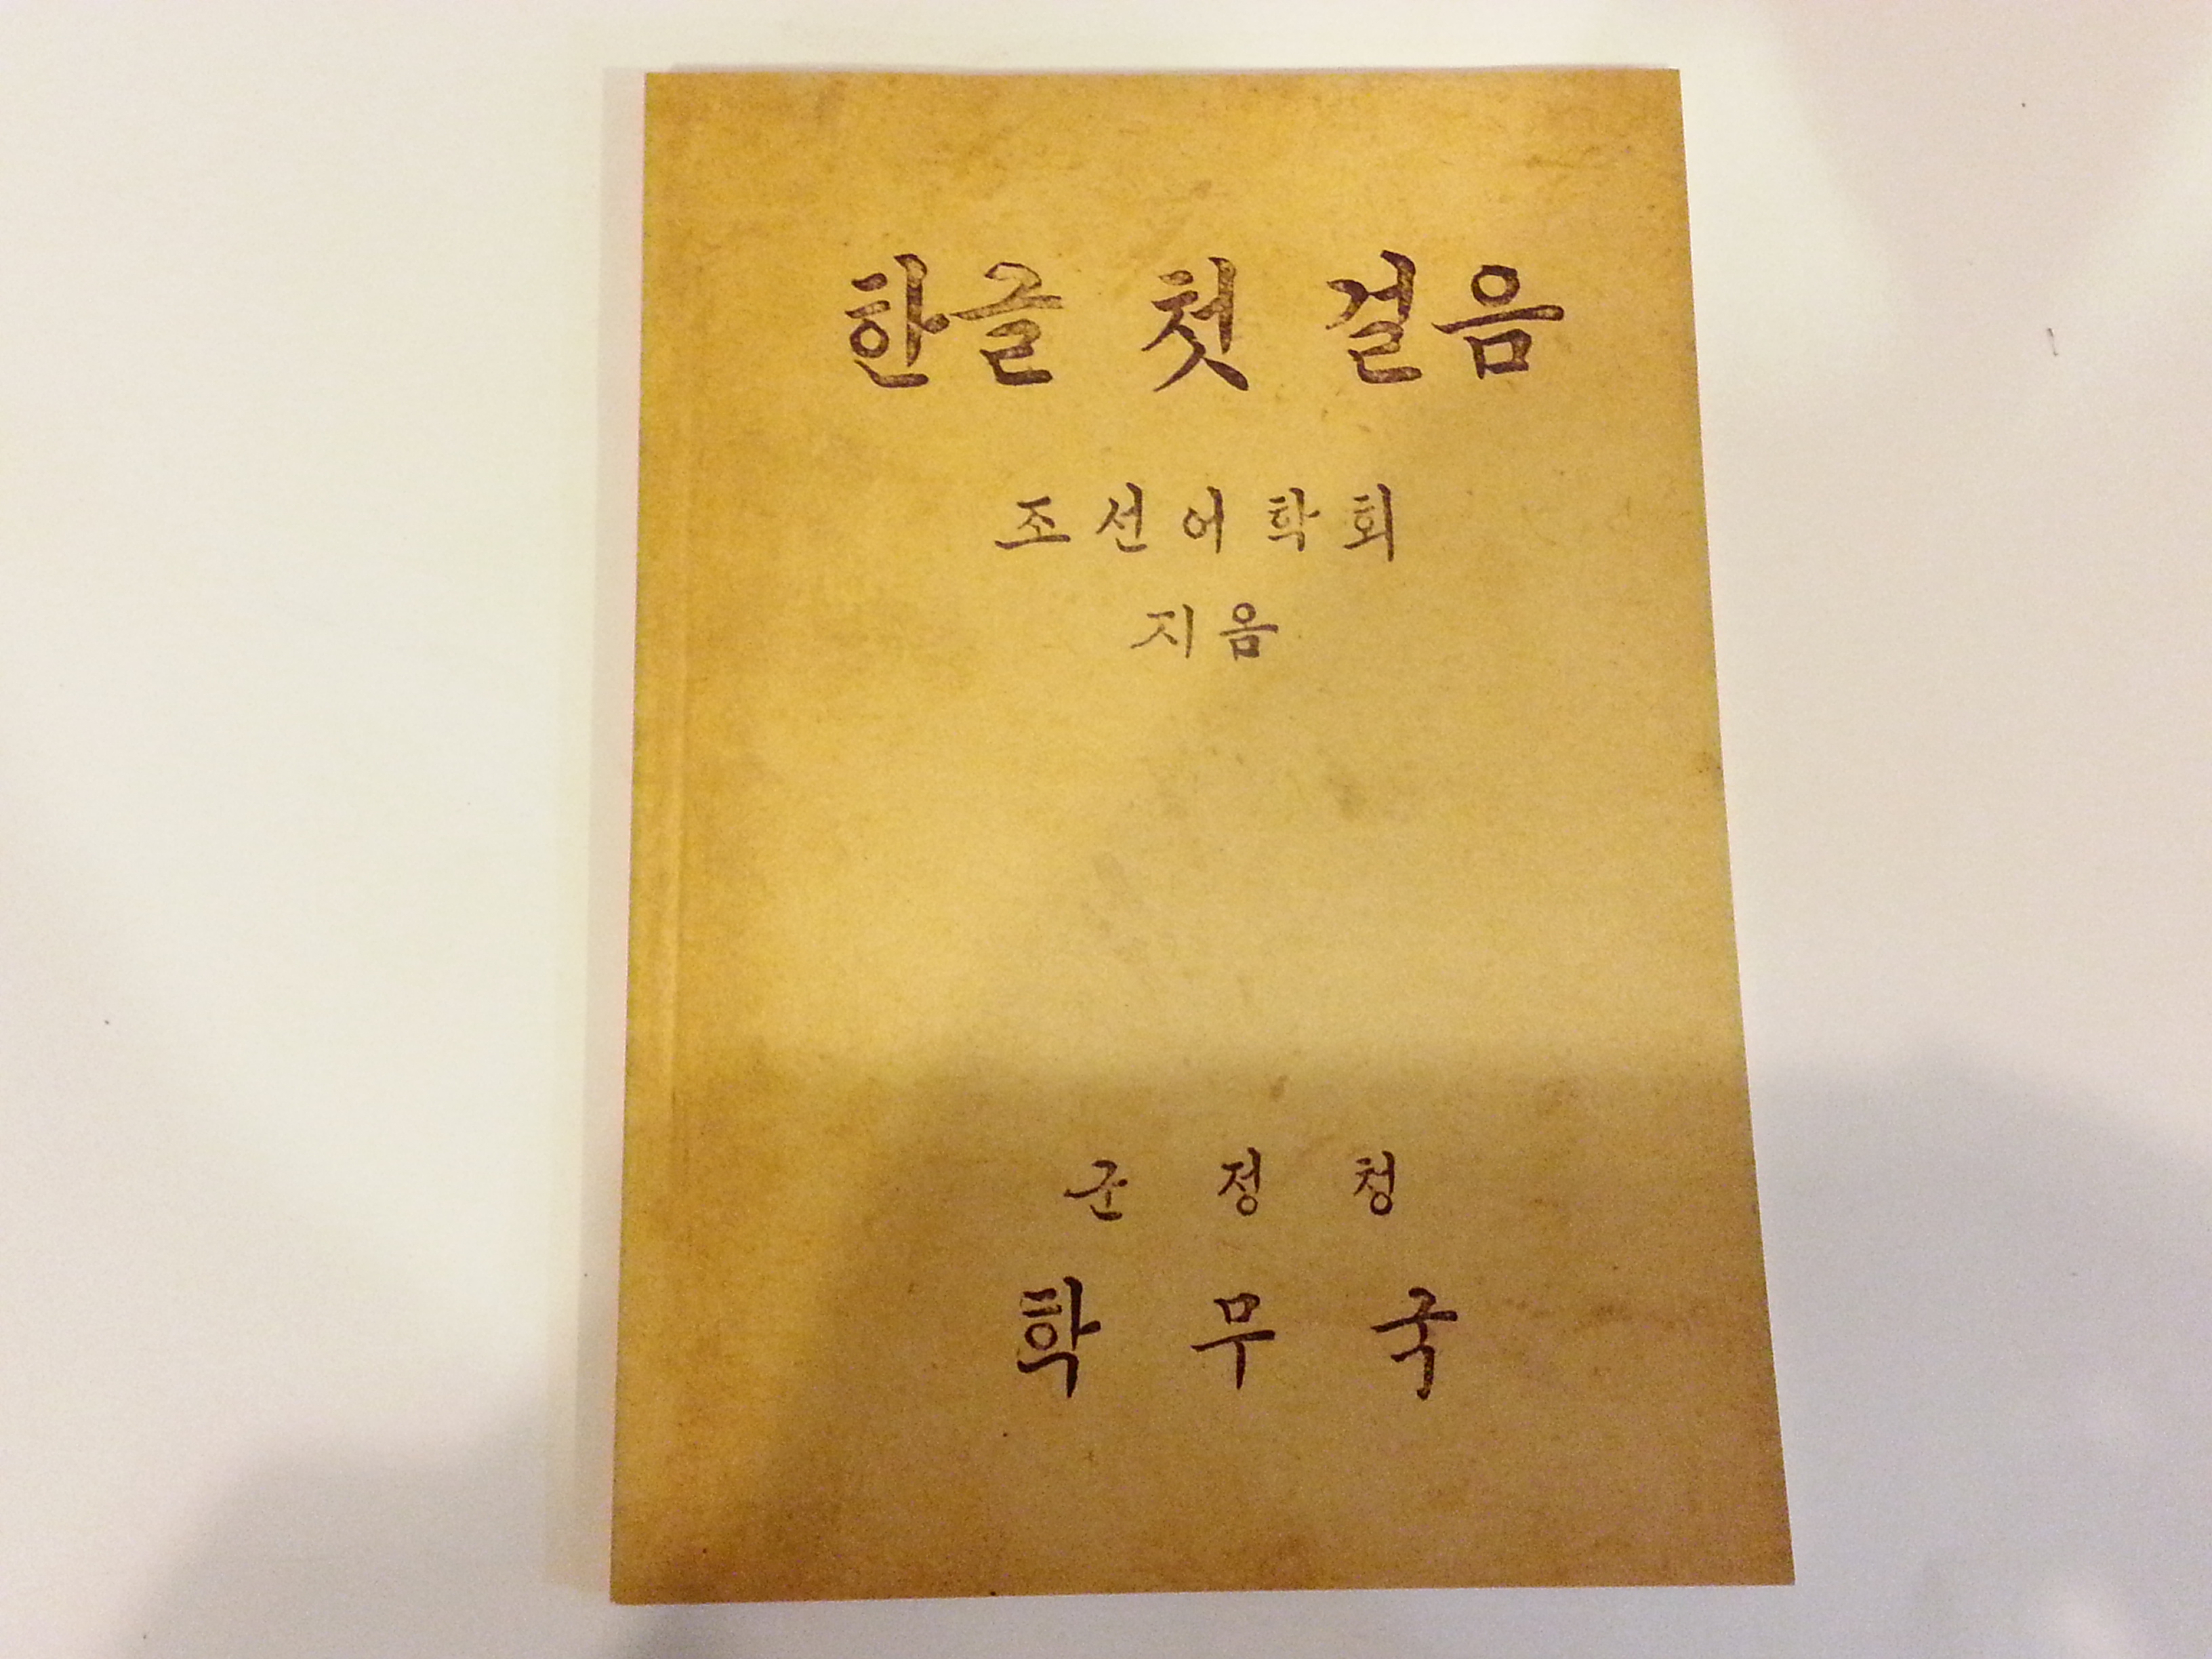 한글 첫 걸음
조선어학회
지음
군정청
학무국